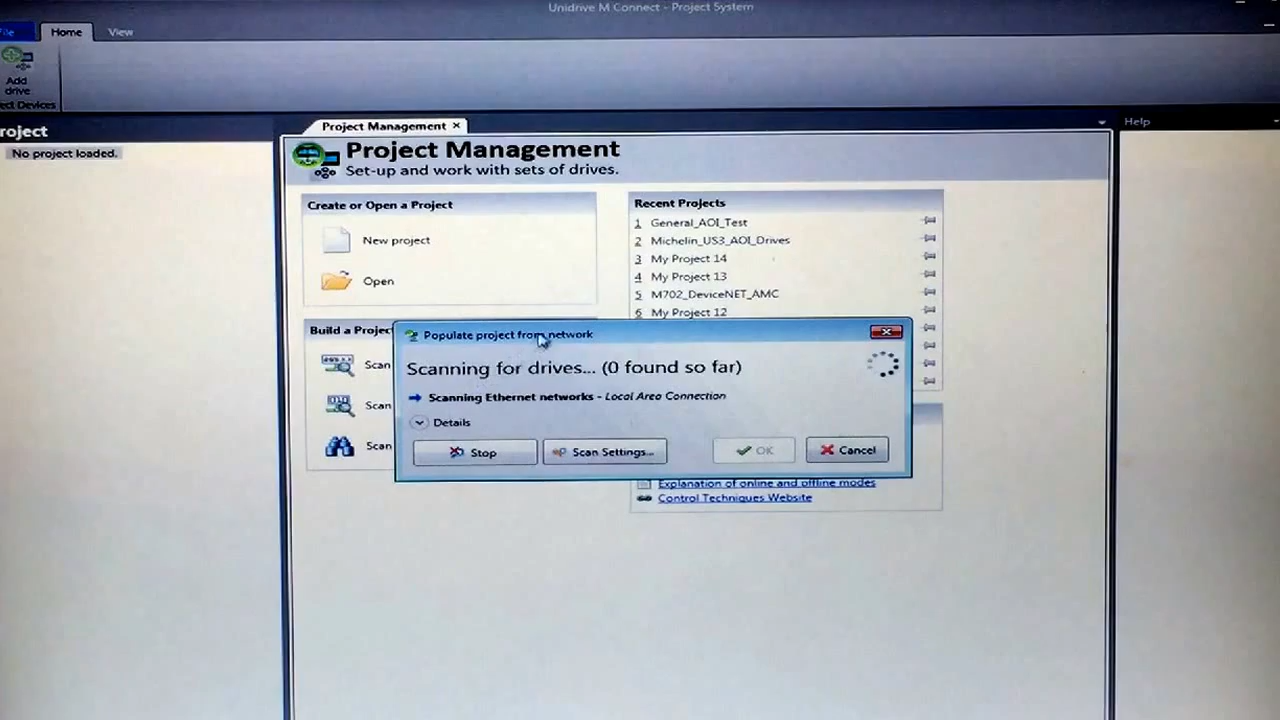 Unidrive M Connect - Project System
File
Home
View
Add
drive
ect Devices
roject
No project loaded.
Project Management
Help
Project Management
Set-up and work with sets of drives.
Create or Open a Project
New project
Open
Recent Projects
1 General_AOI_Test
2 Michelin_US3_AOI_Drives
3 My Project 14
4 My Project 13
5 M702_DeviceNET_AMC
6 My Project 12
Build a Projec
Scan
Scan
Scan
Populate project from network
Scanning for drives... (0 found so far)
Scanning Ethernet networks - Local Area Connection
Details
Stop
Scan Settings...
OK
Cancel
Explanation of online and offline modes
Control Techniques Website